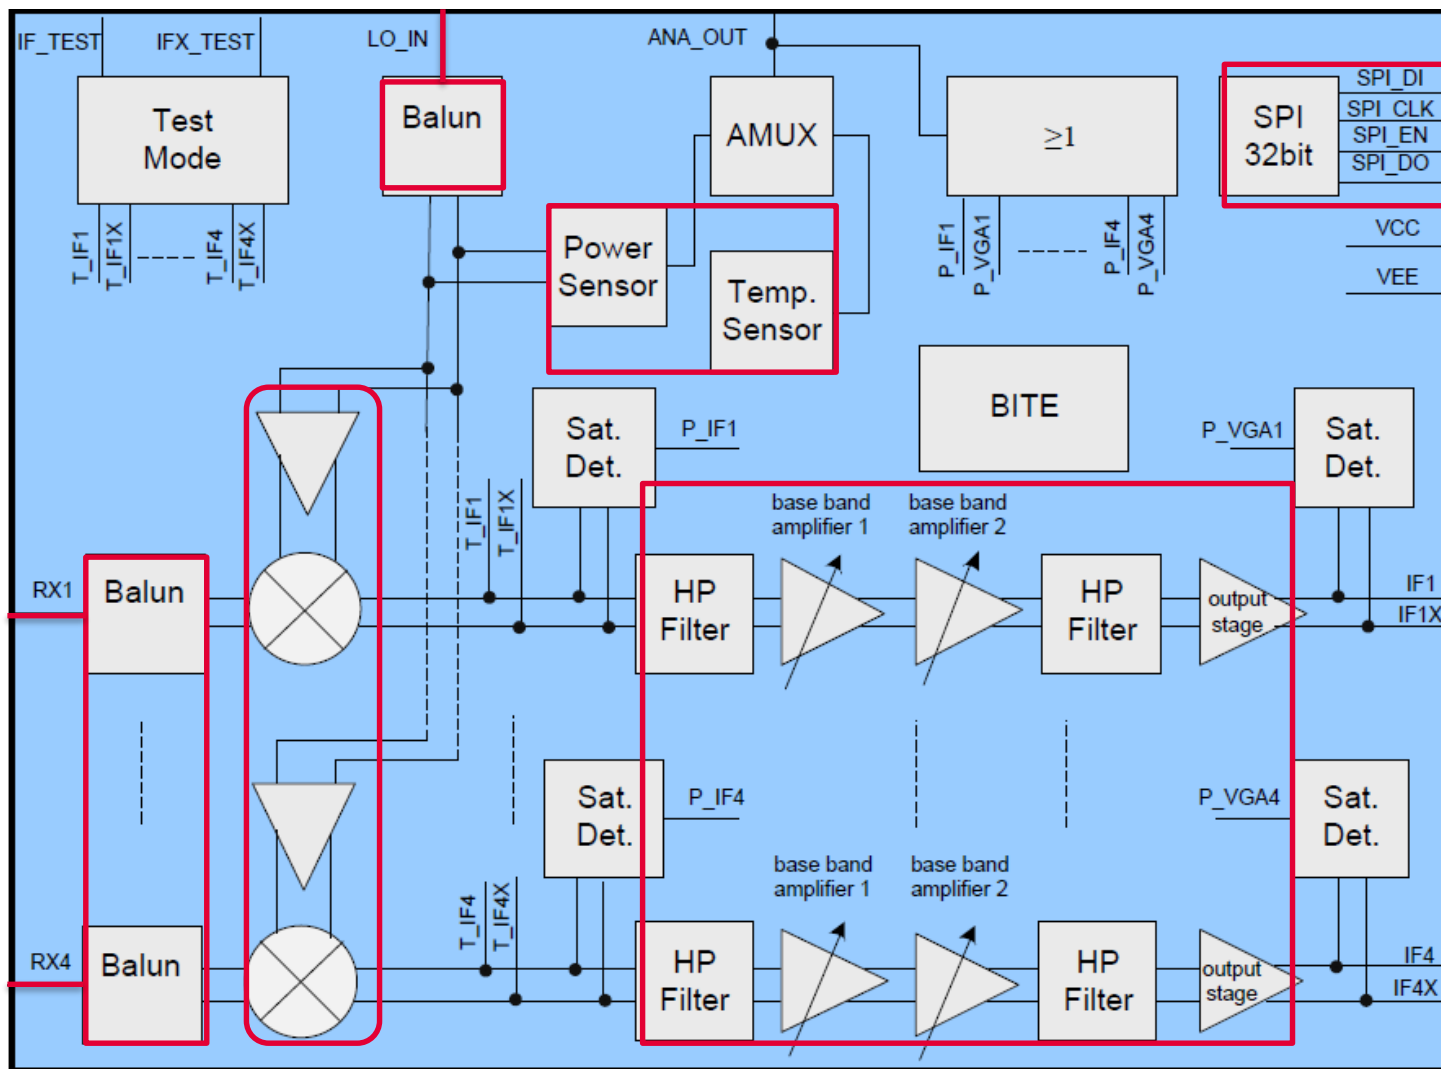 IF_TEST
IFX_TEST
LO_IN
ANA_OUT
Test
Mode
Balun
AMUX
≥1
SPI
32bit
SPI_DI
SPI_CLK
SPI_EN
SPI_DO
VCC
VEE
T_IF1
T_IF1X
T_IF4
T_IF4X
Power
Sensor
Temp.
Sensor
P_IF1
P_VGA1
P_IF4
P_VGA4
BITE
Sat.
Det.
P_IF1
P_VGA1
Sat.
Det.
T_IF1
T_IF1X
base band
amplifier 1
base band
amplifier 2
RX1
Balun
HP
Filter
HP
Filter
output
stage
IF1
IF1X
Sat.
Det.
P_IF4
P_VGA4
Sat.
Det.
T_IF4
T_IF4X
base band
amplifier 1
base band
amplifier 2
RX4
Balun
HP
Filter
HP
Filter
output
stage
IF4
IF4X